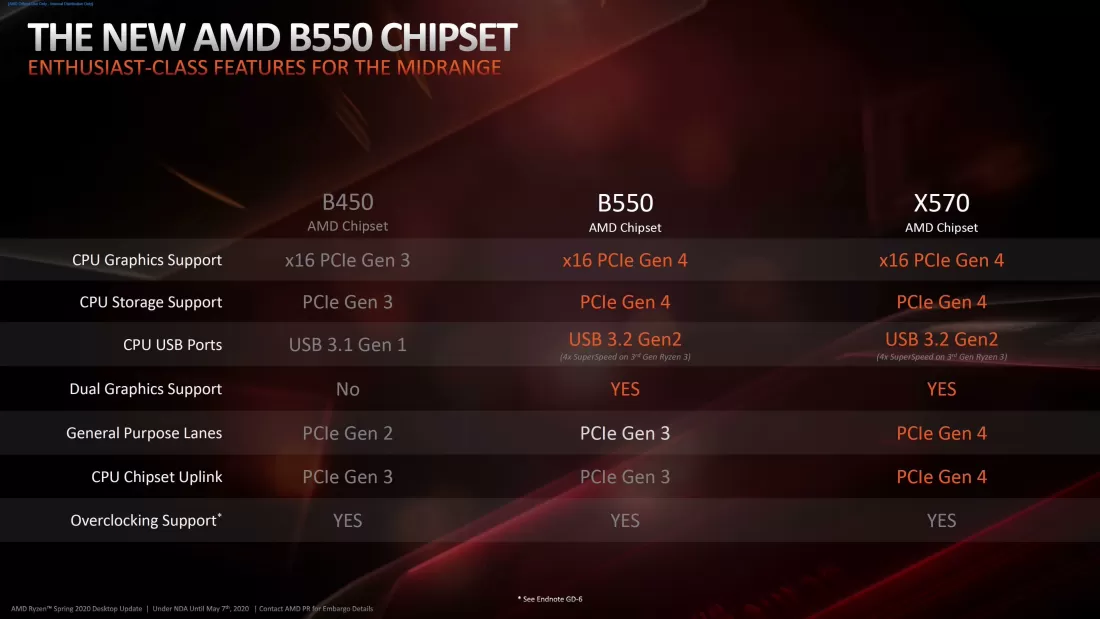 [AMD Official Use Only - Internal Distribution Only]
THE NEW AMD B550 CHIPSET
ENTHUSIAST-CLASS FEATURES FOR THE MIDRANGE
B450 B550 X570
AMD Chipset AMD Chipset AMD Chipset
CPU Graphics Support x16 PCIe Gen 3 x16 PCIe Gen 4 x16 PCIe Gen 4
CPU Storage Support PCIe Gen 3 PCIe Gen 4 PCIe Gen 4
CPU USB Ports USB 3.1 Gen 1 USB 3.2 Gen2 USB 3.2 Gen2
(4x SuperSpeed on 3rd Gen Ryzen 3) (4x SuperSpeed on 3rd Gen Ryzen 3)
Dual Graphics Support No YES YES
General Purpose Lanes PCIe Gen 2 PCIe Gen 3 PCIe Gen 4
CPU Chipset Uplink PCIe Gen 3 PCIe Gen 3 PCIe Gen 4
Overclocking Support* YES YES YES
* See Endnote GD-6
AMD Ryzen™ Spring 2020 Desktop Update | Under NDA Until May 7th, 2020 | Contact AMD PR for Embargo Details